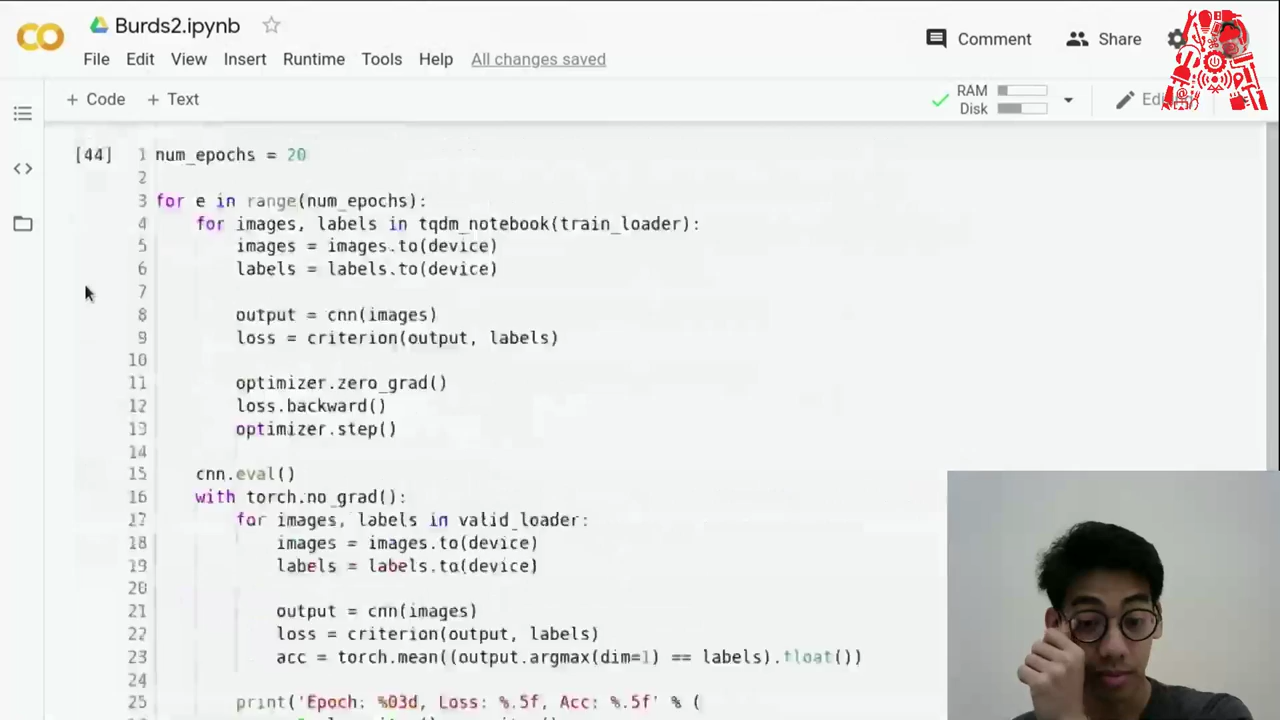 Burds2.ipynb
Comment
Share
File Edit View Insert Runtime Tools Help All changes saved
+ Code + Text
RAM
Disk
[44]
1 num_epochs = 20
2
3 for e in range(num_epochs):
4 for images, labels in tqdm_notebook(train_loader):
5 images = images.to(device)
6 labels = labels.to(device)
7
8 output = cnn(images)
9 loss = criterion(output, labels)
10
11 optimizer.zero_grad()
12 loss.backward()
13 optimizer.step()
14
15 cnn.eval()
16 with torch.no_grad():
17 for images, labels in valid_loader:
18 images = images.to(device)
19 labels = labels.to(device)
20
21 output = cnn(images)
22 loss = criterion(output, labels)
23 acc = torch.mean((output.argmax(dim=1) == labels).float())
24
25 print('Epoch: %03d, Loss: %.5f, Acc: %.5f' % (